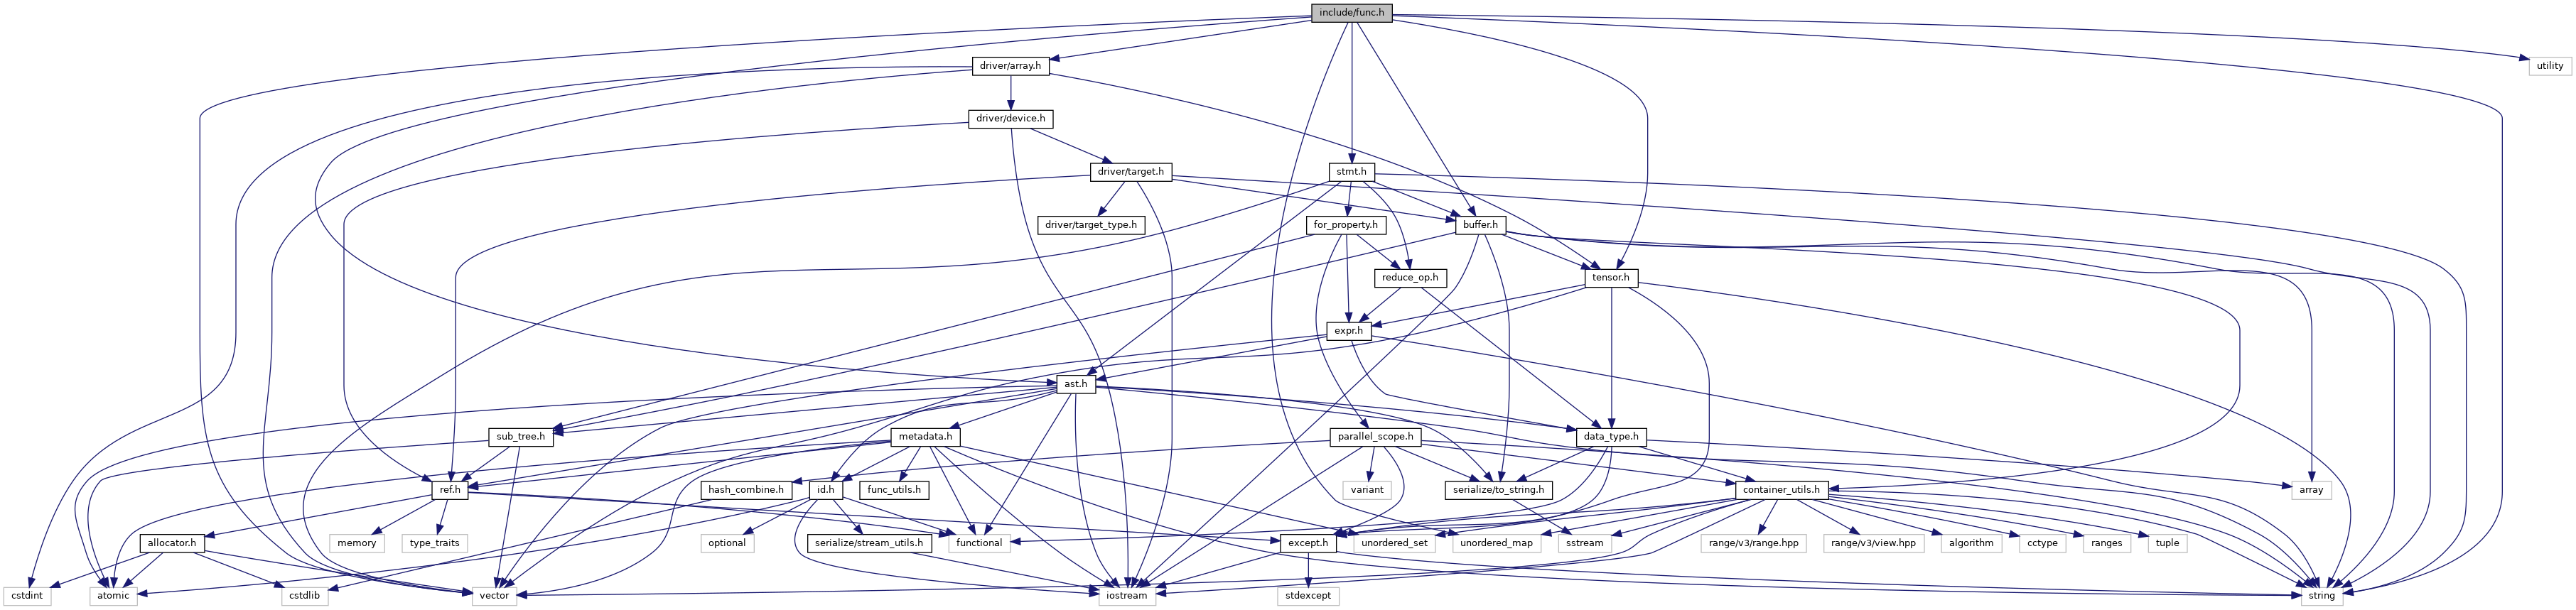 include/func.h
driver/array.h
utility
driver/device.h
driver/target.h
stmt.h
driver/target_type.h
for_property.h
buffer.h
reduce_op.h
tensor.h
expr.h
ast.h
sub_tree.h
metadata.h
parallel_scope.h
data_type.h
ref.h
hash_combine.h
id.h
func_utils.h
variant
serialize/to_string.h
container_utils.h
array
allocator.h
memory
type_traits
optional
serialize/stream_utils.h
functional
except.h
unordered_set
unordered_map
sstream
range/v3/range.hpp
range/v3/view.hpp
algorithm
cctype
ranges
tuple
cstdint
atomic
cstdlib
vector
iostream
stdexcept
string